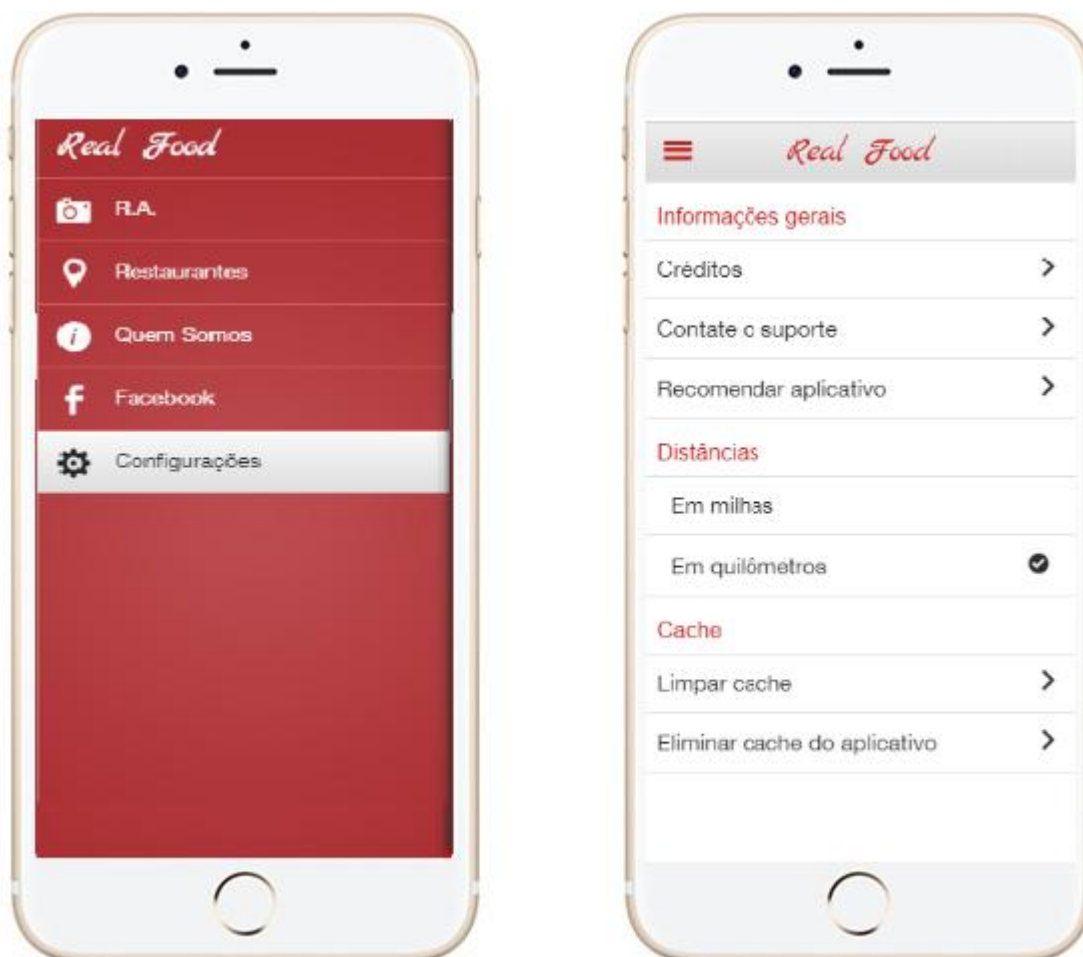 Real Food
R.A.
Restaurantes
Quem Somos
Facebook
Configurações
Real Food
Informações gerais
Créditos
Contate o suporte
Recomendar aplicativo
Distâncias
Em milhas
Em quilômetros
Cache
Limpar cache
Eliminar cache do aplicativo